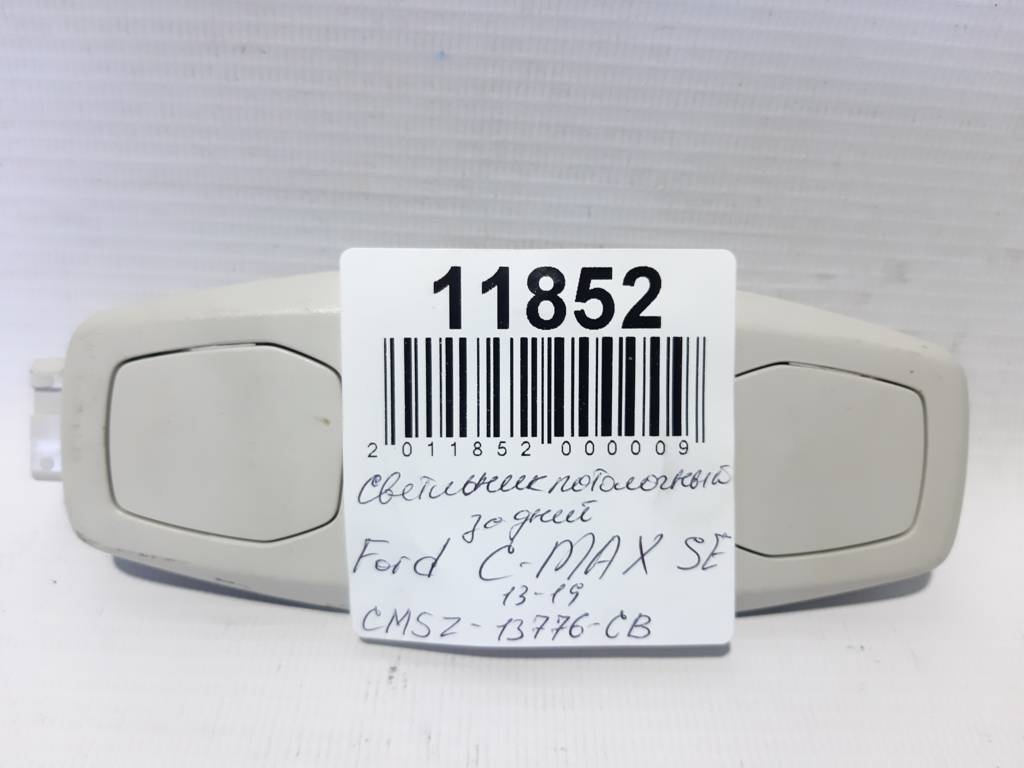 11852
2 011852 000009
Светильник потолочный
задний
Ford C-MAX SE
13-19
CM5Z-13776-CB